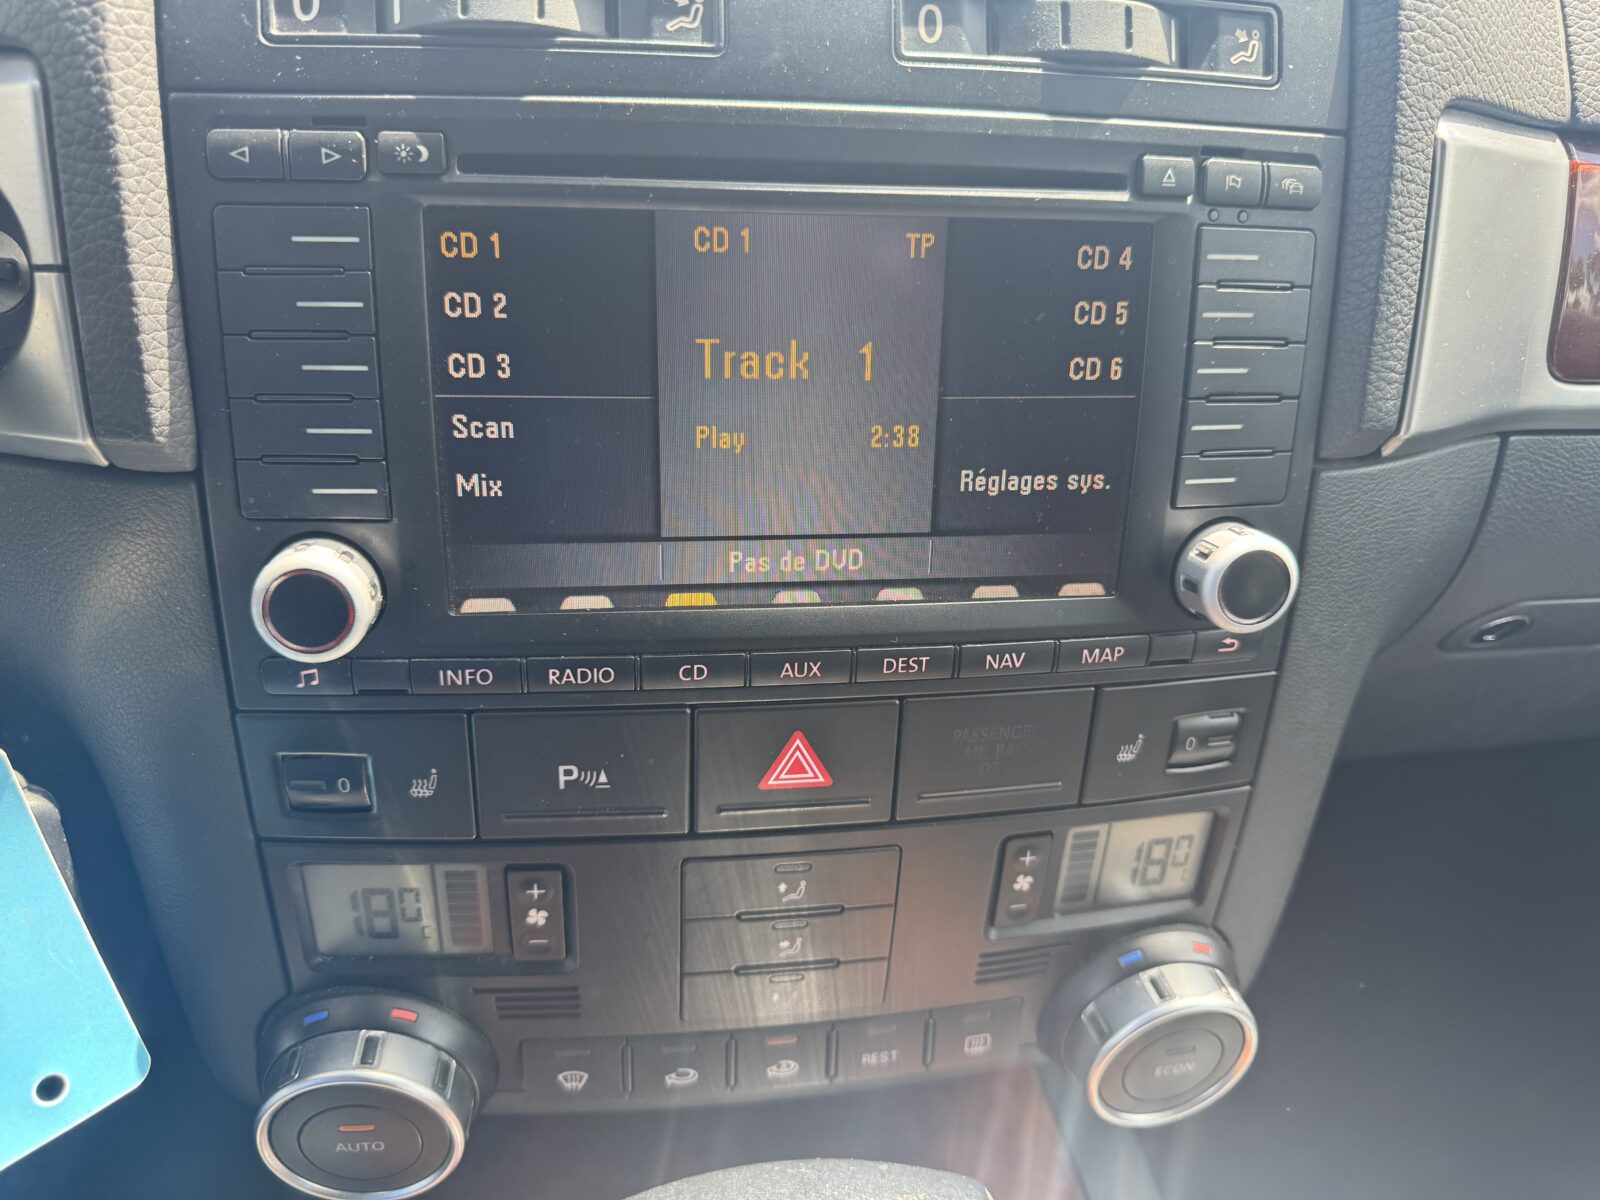 0
0
CD 1
CD 1
TP
CD 4
CD 2
CD 5
CD 3
Track 1
CD 6
Scan
Play 2:38
Mix
Réglages sys.
Pas de DVD
INFO RADIO CD AUX DEST NAV MAP
0
P
PASSENGER
AIR BAG
0
18.0 °C
+
-
+
-
18.0 °C
REST
AUTO
ECON